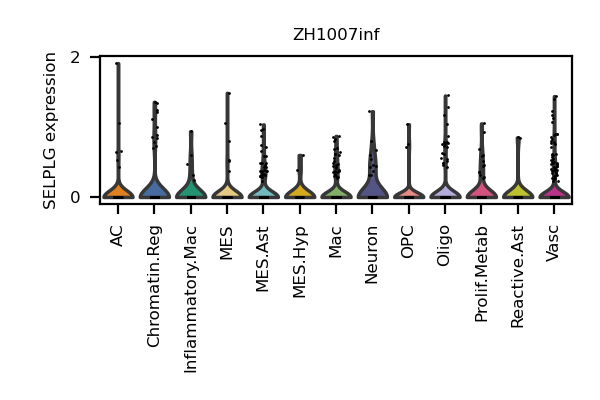 ZH1007inf
SELPLG expression
2
0
AC
Chromatin.Reg
Inflammatory.Mac
MES
MES.Ast
MES.Hyp
Mac
Neuron
OPC
Oligo
Prolif.Metab
Reactive.Ast
Vasc